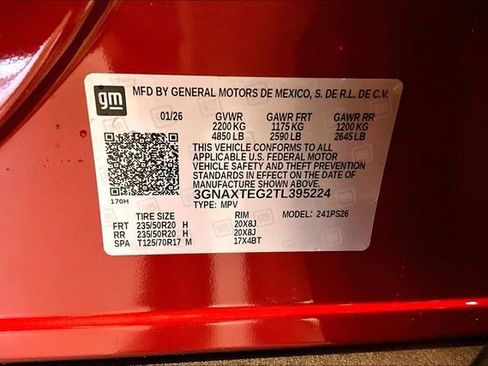 gm
MFD BY GENERAL MOTORS DE MEXICO, S. DE R.L. DE C.V.
01/26 GVWR GAWR FRT GAWR RR
2200 KG 1175 KG 1200 KG
4850 LB 2590 LB 2645 LB
THIS VEHICLE CONFORMS TO ALL
APPLICABLE U.S. FEDERAL MOTOR
VEHICLE SAFETY AND THEFT PREVENTION
STANDARDS IN EFFECT ON THE DATE OF
MANUFACTURE SHOWN ABOVE.
3GNAXTEG2TL395224
170H TYPE: MPV
TIRE SIZE RIM MODEL: 241PS26
FRT 235/50R20 H 20X8J
RR 235/50R20 H 20X8J
SPA T125/70R17 M 17X4BT